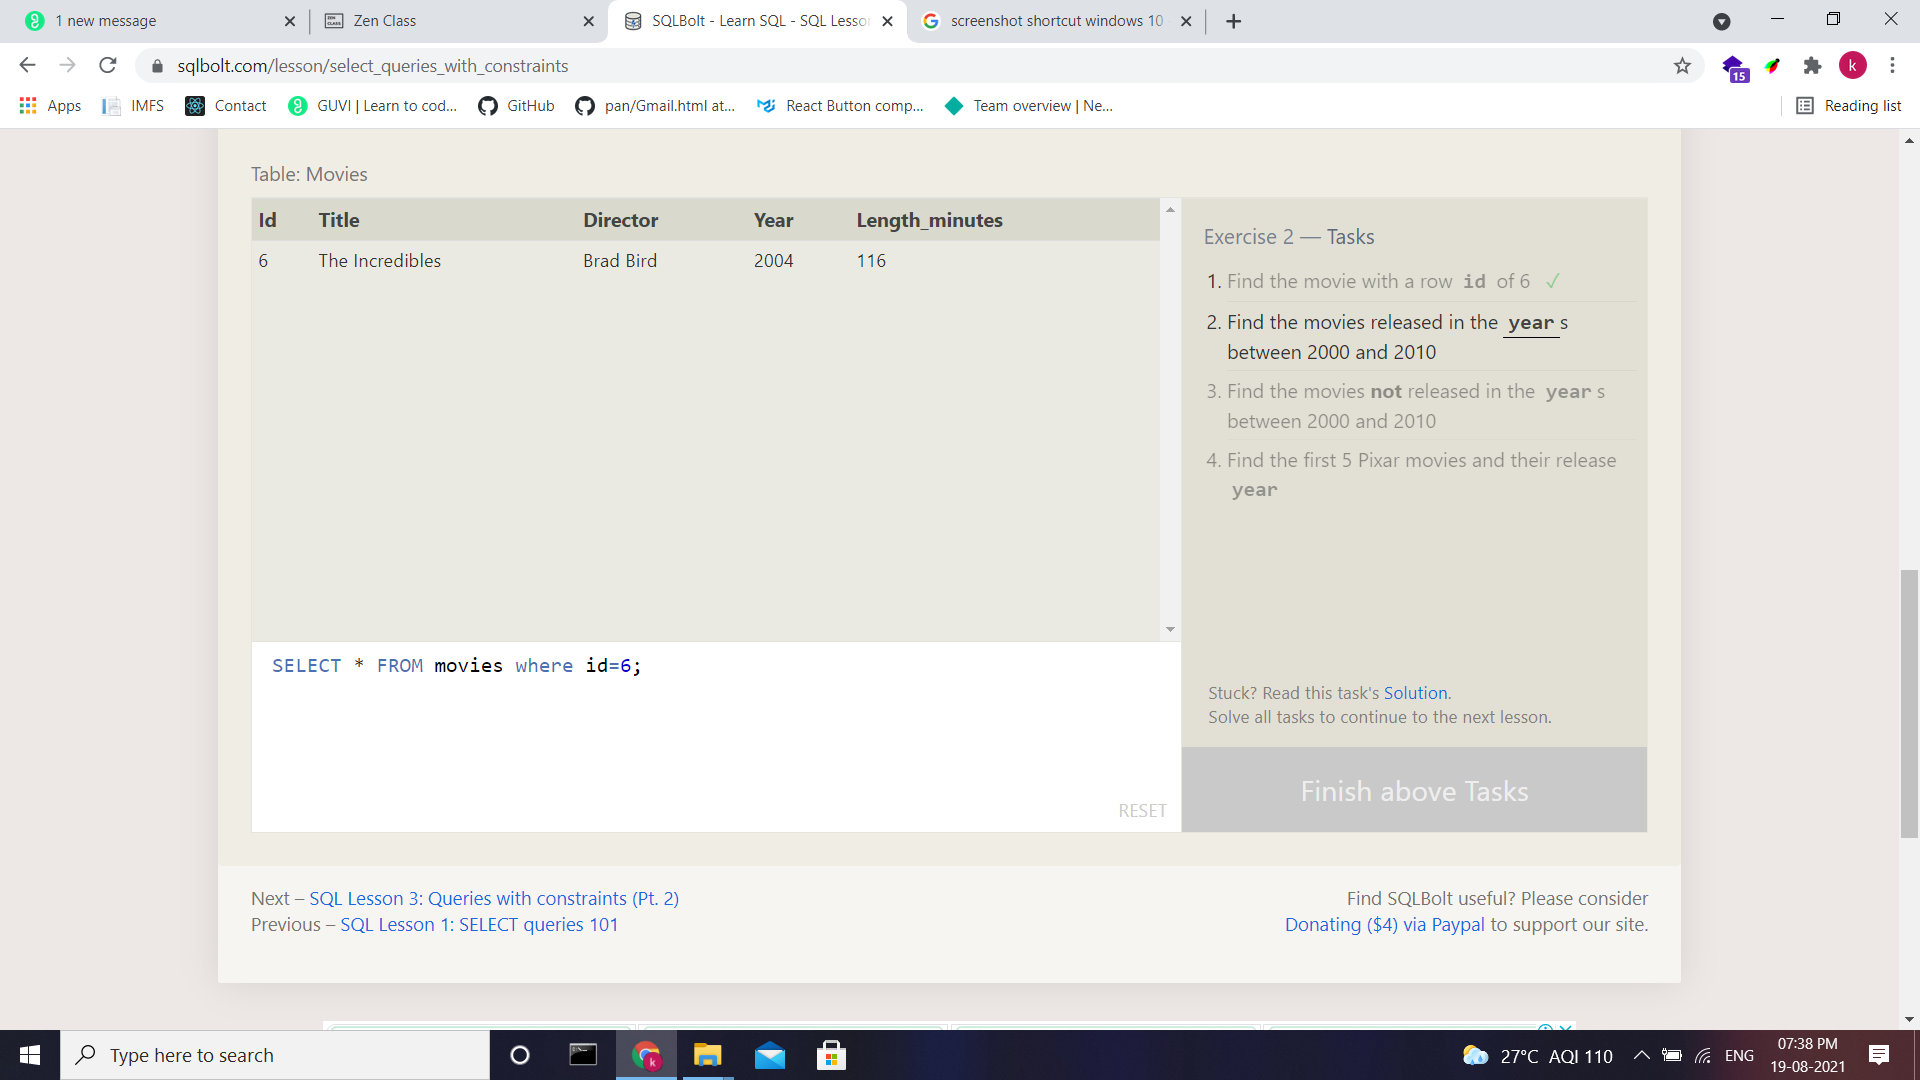 1 new message
Zen Class
SQLBolt - Learn SQL - SQL Lesso
screenshot shortcut windows 10
sqlbolt.com/lesson/select_queries_with_constraints
15
k
Apps
IMFS
Contact
GUVI | Learn to cod...
GitHub
pan/Gmail.html at...
React Button comp...
Team overview | Ne...
Reading list
Table: Movies
Id Title Director Year Length_minutes
6 The Incredibles Brad Bird 2004 116
SELECT * FROM movies where id=6;
RESET
Exercise 2 — Tasks
1. Find the movie with a row id of 6 ✓
2. Find the movies released in the year s
between 2000 and 2010
3. Find the movies not released in the year s
between 2000 and 2010
4. Find the first 5 Pixar movies and their release
year
Stuck? Read this task's Solution.
Solve all tasks to continue to the next lesson.
Finish above Tasks
Next – SQL Lesson 3: Queries with constraints (Pt. 2)
Previous – SQL Lesson 1: SELECT queries 101
Find SQLBolt useful? Please consider
Donating ($4) via Paypal to support our site.
Type here to search
k
27°C AQI 110
ENG
07:38 PM
19-08-2021